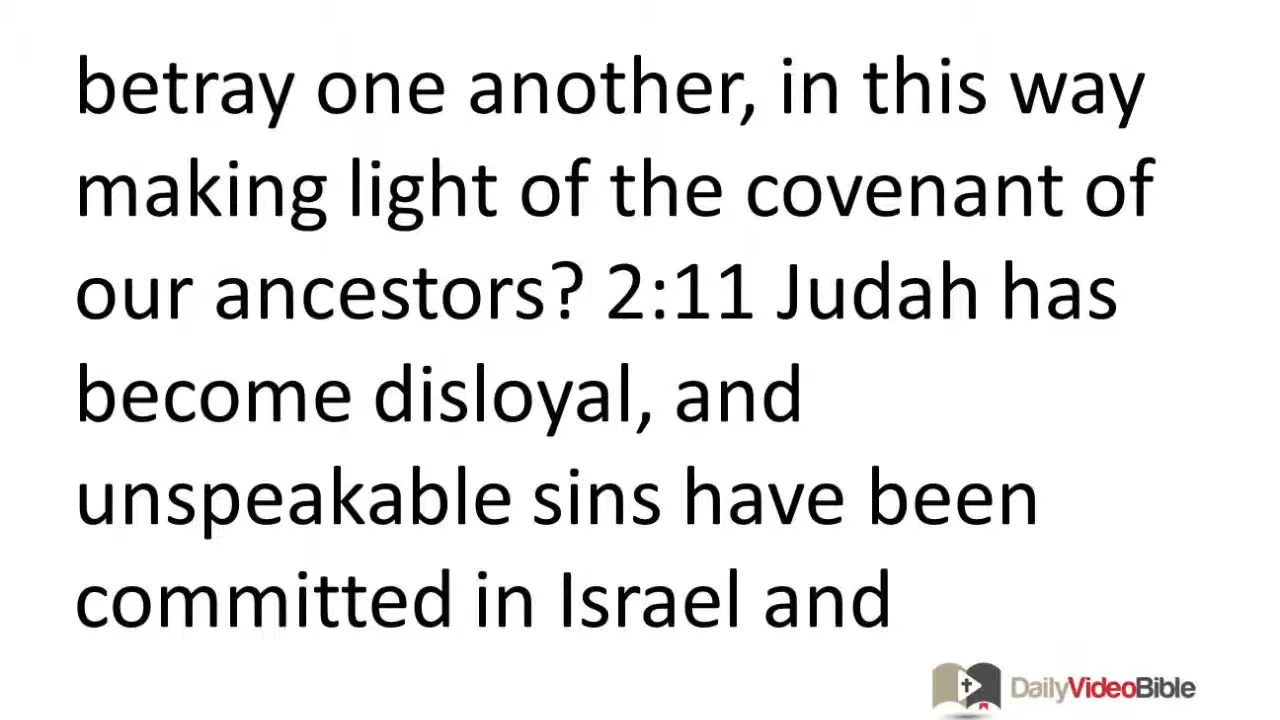 betray one another, in this way
making light of the covenant of
our ancestors? 2:11 Judah has
become disloyal, and
unspeakable sins have been
committed in Israel and
DailyVideoBible